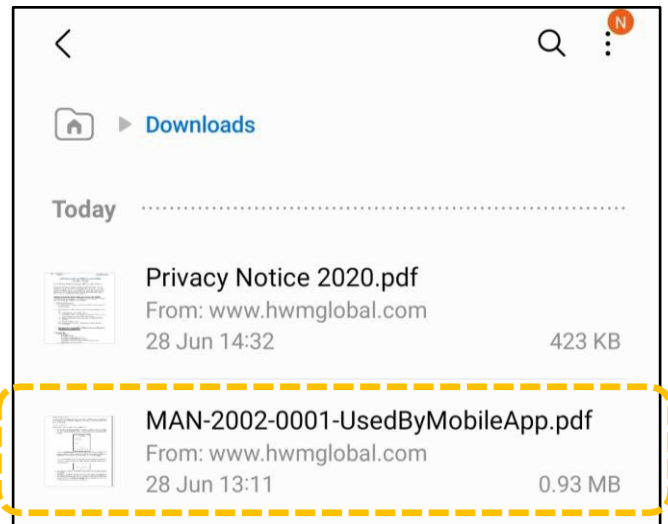 N
Downloads
Today
Privacy Notice 2020.pdf
From: www.hwmglobal.com
28 Jun 14:32 423 KB
MAN-2002-0001-UsedByMobileApp.pdf
From: www.hwmglobal.com
28 Jun 13:11 0.93 MB